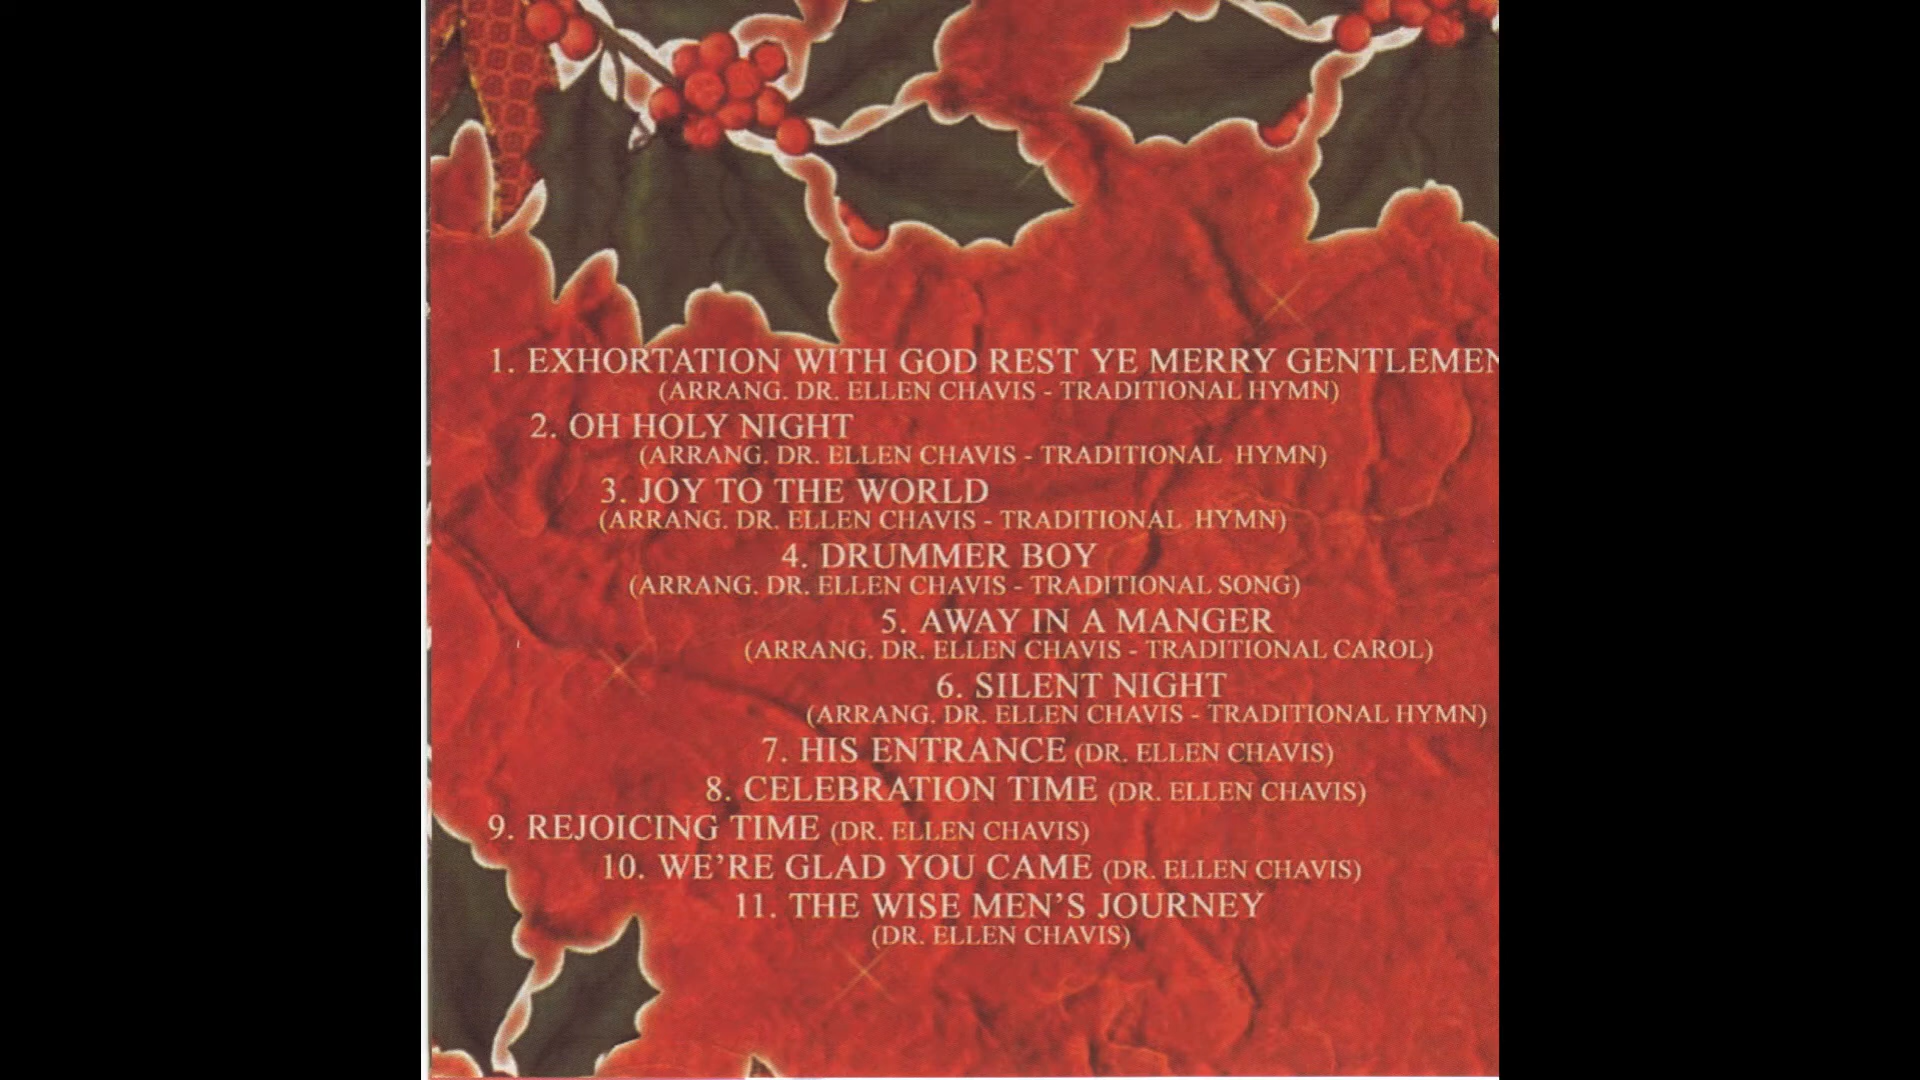 1. EXHORTATION WITH GOD REST YE MERRY GENTLEMEN
(ARRANG. DR. ELLEN CHAVIS - TRADITIONAL HYMN)
2. OH HOLY NIGHT
(ARRANG. DR. ELLEN CHAVIS - TRADITIONAL HYMN)
3. JOY TO THE WORLD
(ARRANG. DR. ELLEN CHAVIS - TRADITIONAL HYMN)
4. DRUMMER BOY
(ARRANG. DR. ELLEN CHAVIS - TRADITIONAL SONG)
5. AWAY IN A MANGER
(ARRANG. DR. ELLEN CHAVIS - TRADITIONAL CAROL)
6. SILENT NIGHT
(ARRANG. DR. ELLEN CHAVIS - TRADITIONAL HYMN)
7. HIS ENTRANCE (DR. ELLEN CHAVIS)
8. CELEBRATION TIME (DR. ELLEN CHAVIS)
9. REJOICING TIME (DR. ELLEN CHAVIS)
10. WE'RE GLAD YOU CAME (DR. ELLEN CHAVIS)
11. THE WISE MEN'S JOURNEY
(DR. ELLEN CHAVIS)